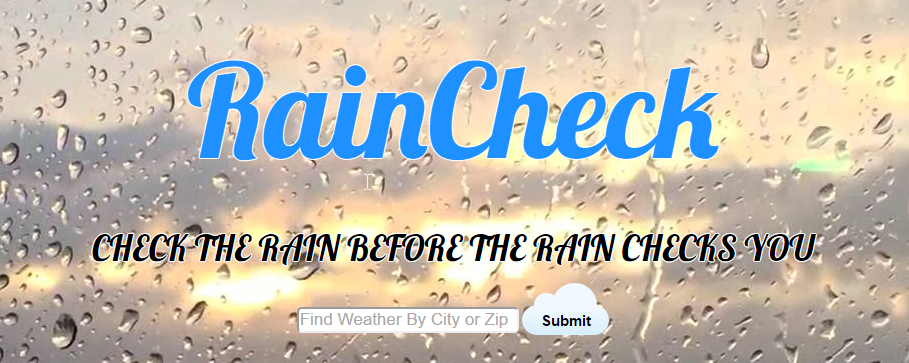 RainCheck
CHECK THE RAIN BEFORE THE RAIN CHECKS YOU
Find Weather By City or Zip
Submit